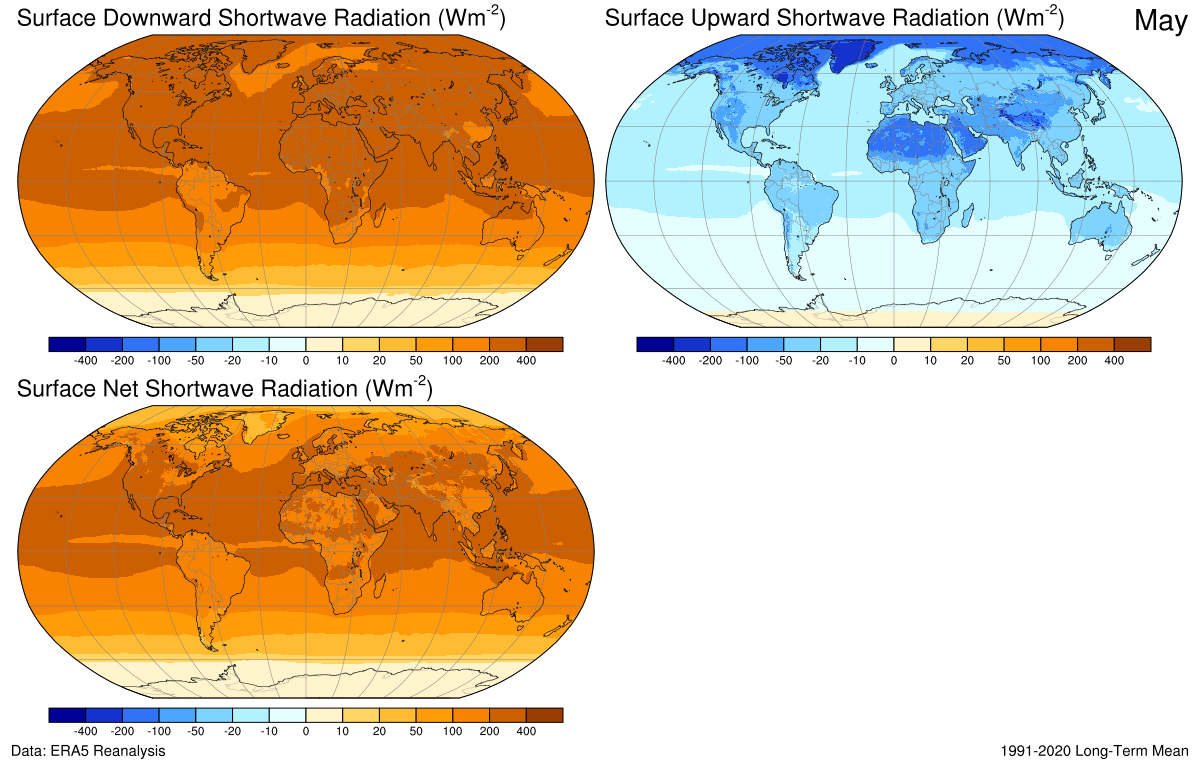 Surface Downward Shortwave Radiation (Wm-2)
Surface Upward Shortwave Radiation (Wm-2)
May
-400 -200 -100 -50 -20 -10 0 10 20 50 100 200 400
-400 -200 -100 -50 -20 -10 0 10 20 50 100 200 400
Surface Net Shortwave Radiation (Wm-2)
-400 -200 -100 -50 -20 -10 0 10 20 50 100 200 400
Data: ERA5 Reanalysis
1991-2020 Long-Term Mean